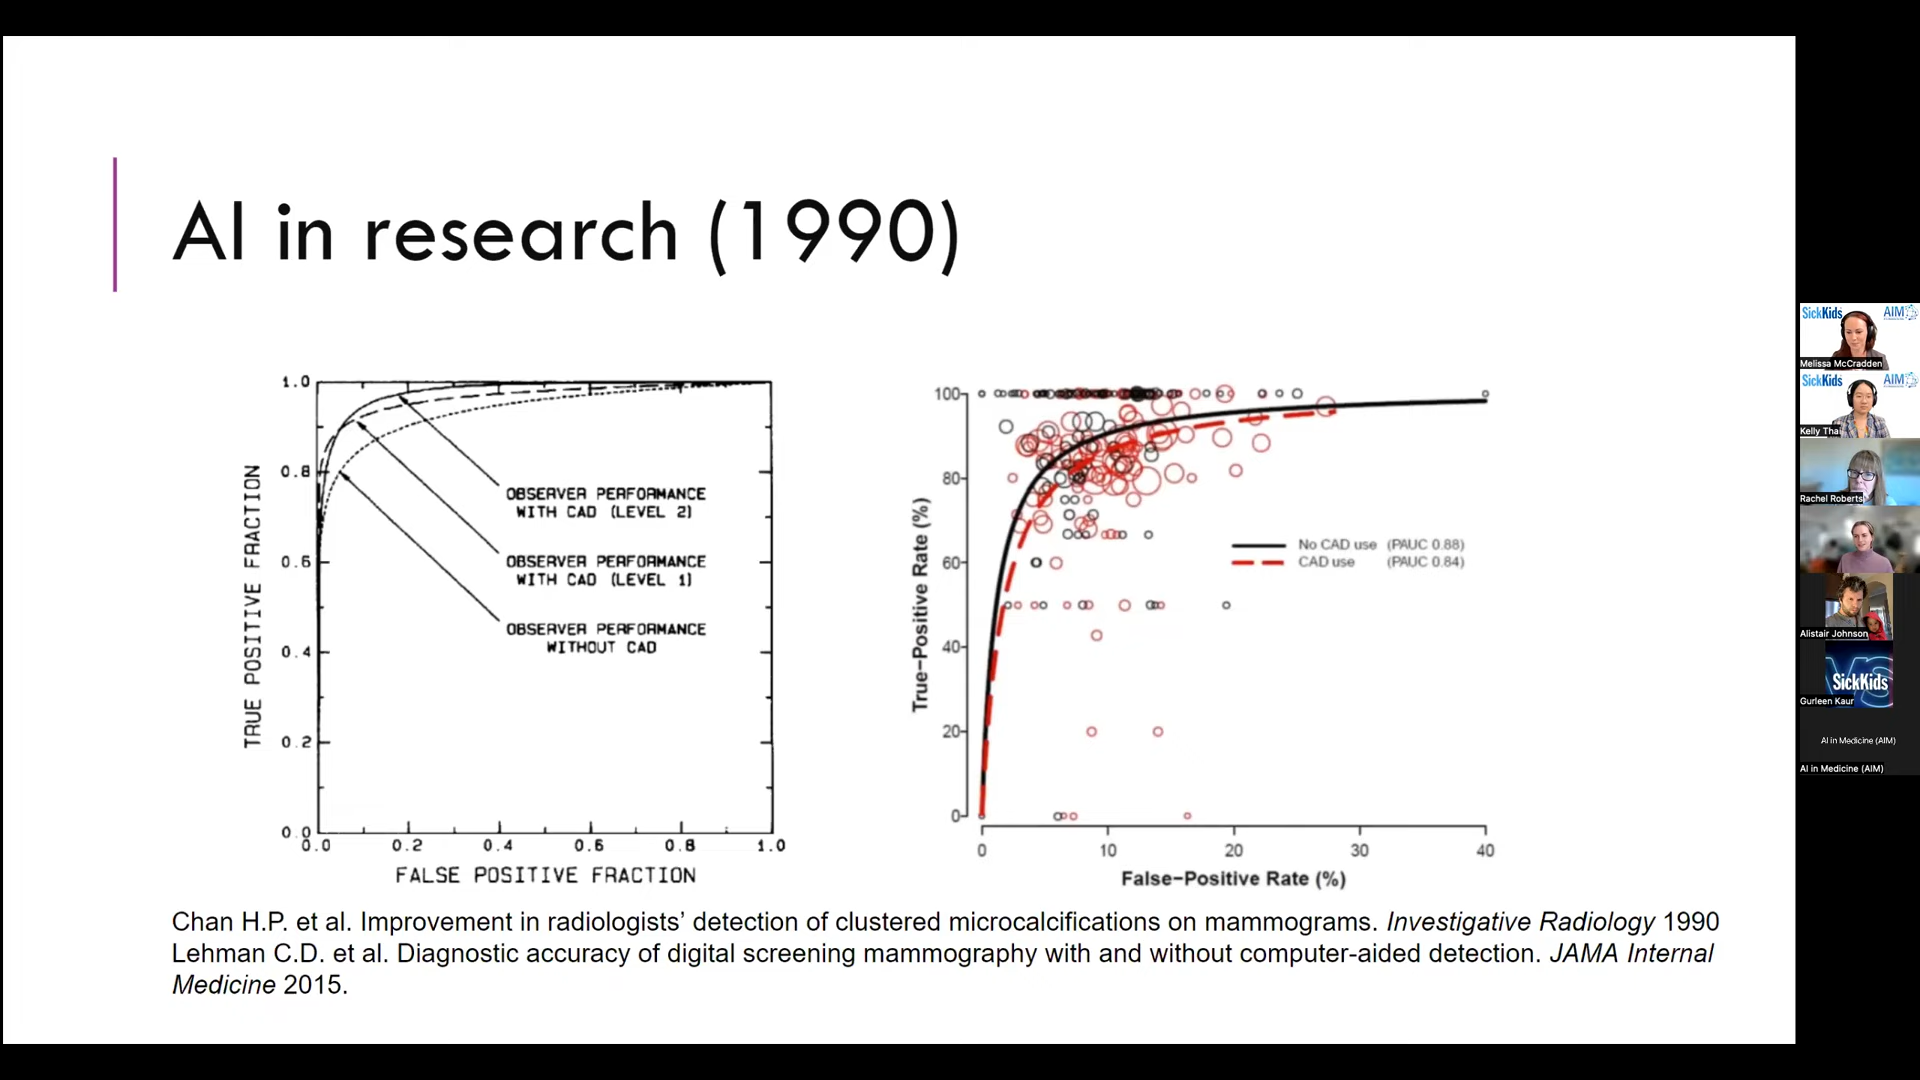 AI in research (1990)
1.0
0.8
0.6
0.4
0.2
0.0
0.0 0.2 0.4 0.6 0.8 1.0
TRUE POSITIVE FRACTION
FALSE POSITIVE FRACTION
OBSERVER PERFORMANCE
WITH CAD (LEVEL 2)
OBSERVER PERFORMANCE
WITH CAD (LEVEL 1)
OBSERVER PERFORMANCE
WITHOUT CAD
100
80
60
40
20
0
0 10 20 30 40
True-Positive Rate (%)
False-Positive Rate (%)
No CAD use (PAUC 0.88)
CAD use (PAUC 0.84)
Chan H.P. et al. Improvement in radiologists' detection of clustered microcalcifications on mammograms. Investigative Radiology 1990
Lehman C.D. et al. Diagnostic accuracy of digital screening mammography with and without computer-aided detection. JAMA Internal
Medicine 2015.
SickKids AIM
Melissa McCradden
SickKids AIM
Kelly Thai
Rachel Roberts
Alistair Johnson
VS
SickKids
Gurleen Kaur
AI in Medicine (AIM)
AI in Medicine (AIM)